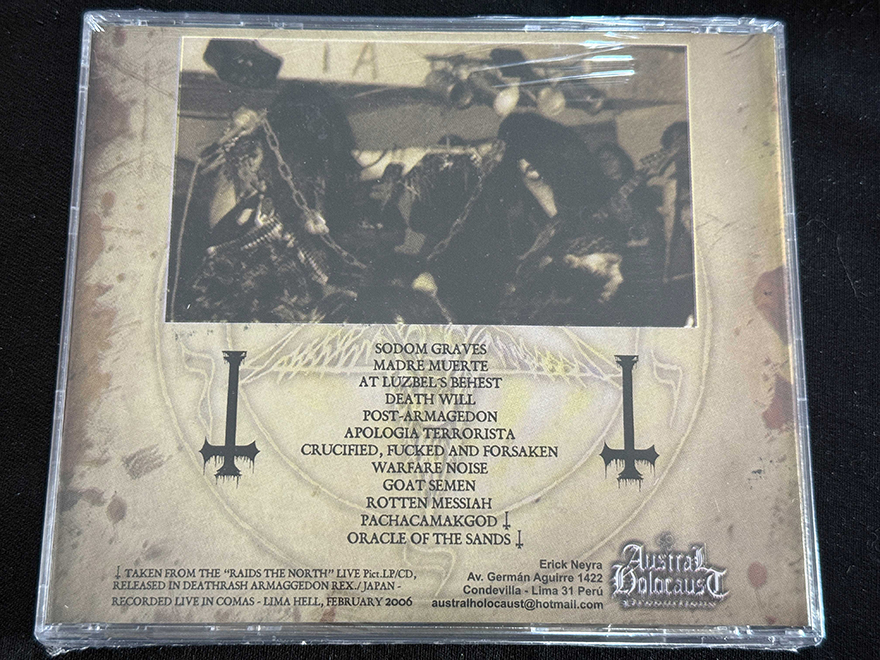 IA
SODOM GRAVES
MADRE MUERTE
AT LUZBEL´S BEHEST
DEATH WILL
POST-ARMAGEDON
APOLOGIA TERRORISTA
CRUCIFIED, FUCKED AND FORSAKEN
WARFARE NOISE
GOAT SEMEN
ROTTEN MESSIAH
PACHACAMAKGOD
ORACLE OF THE SANDS
TAKEN FROM THE “RAIDS THE NORTH” LIVE Pict.LP/CD,
RELEASED IN DEATHRASH ARMAGGEDON REX./ JAPAN -
RECORDED LIVE IN COMAS - LIMA HELL, FEBRUARY 2006
Erick Neyra
Av. Germán Aguirre 1422
Condevilla - Lima 31 Perú
australholocaust@hotmail.com
Austral
Holocaust
Productions